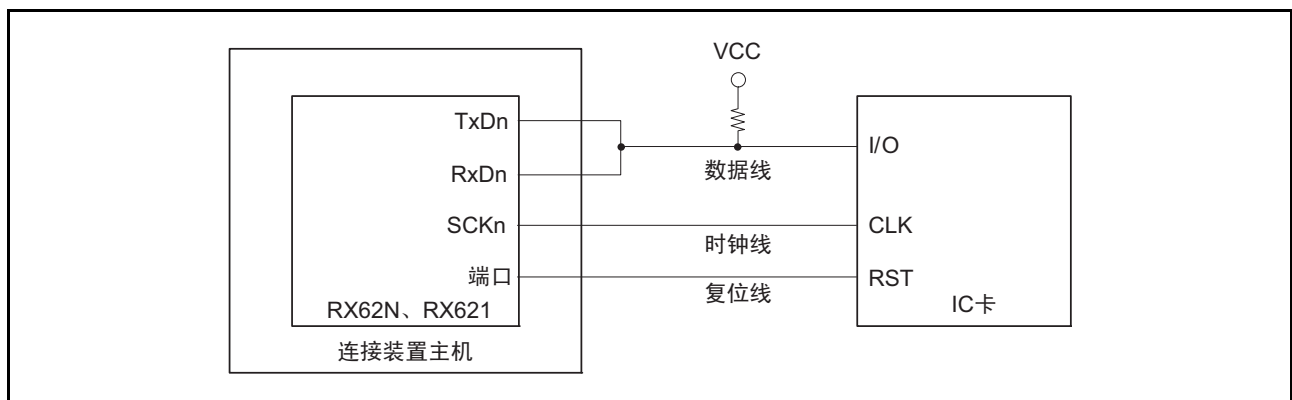 VCC
TxDn
I/O
数据线
RxDn
SCKn
CLK
时钟线
端口
RST
复位线
IC卡
RX62N、RX621
连接装置主机